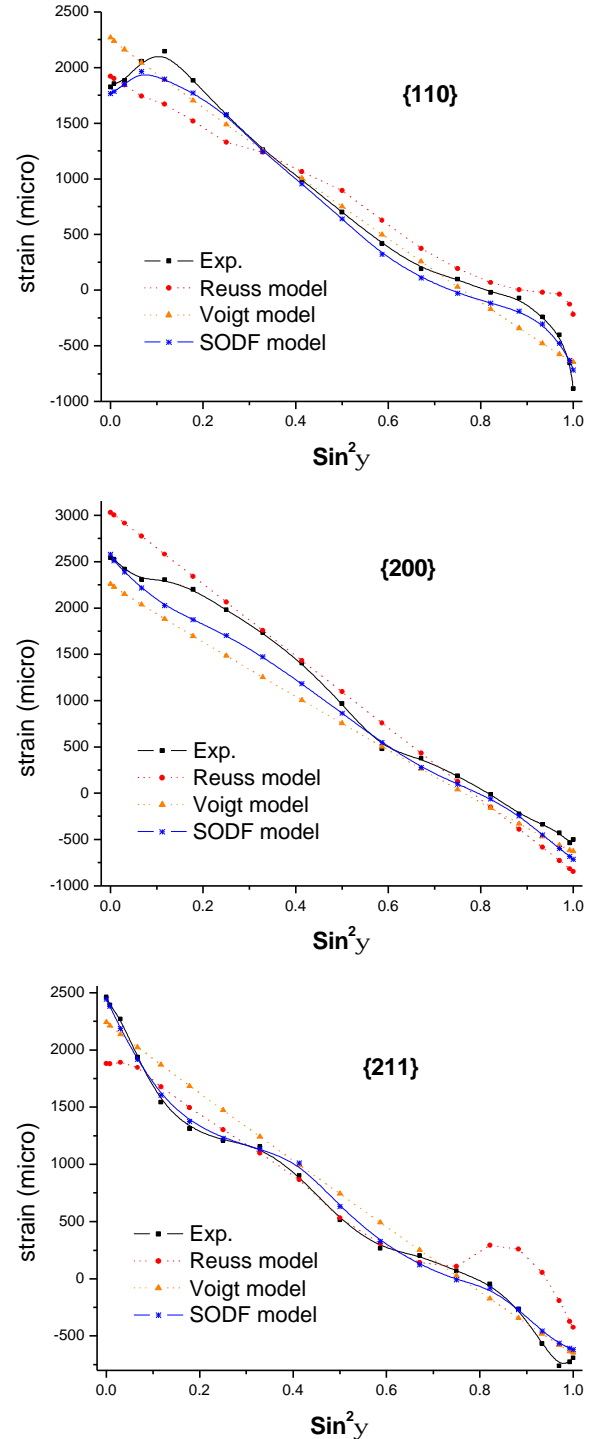 2500
2000
1500
1000
500
0
-500
-1000
strain (micro)
{110}
Exp.
Reuss model
Voigt model
SODF model
0.0 0.2 0.4 0.6 0.8 1.0
Sin²y
3000
2500
2000
1500
1000
500
0
-500
-1000
strain (micro)
{200}
Exp.
Reuss model
Voigt model
SODF model
0.0 0.2 0.4 0.6 0.8 1.0
Sin²y
2500
2000
1500
1000
500
0
-500
strain (micro)
{211}
Exp.
Reuss model
Voigt model
SODF model
0.0 0.2 0.4 0.6 0.8 1.0
Sin²y